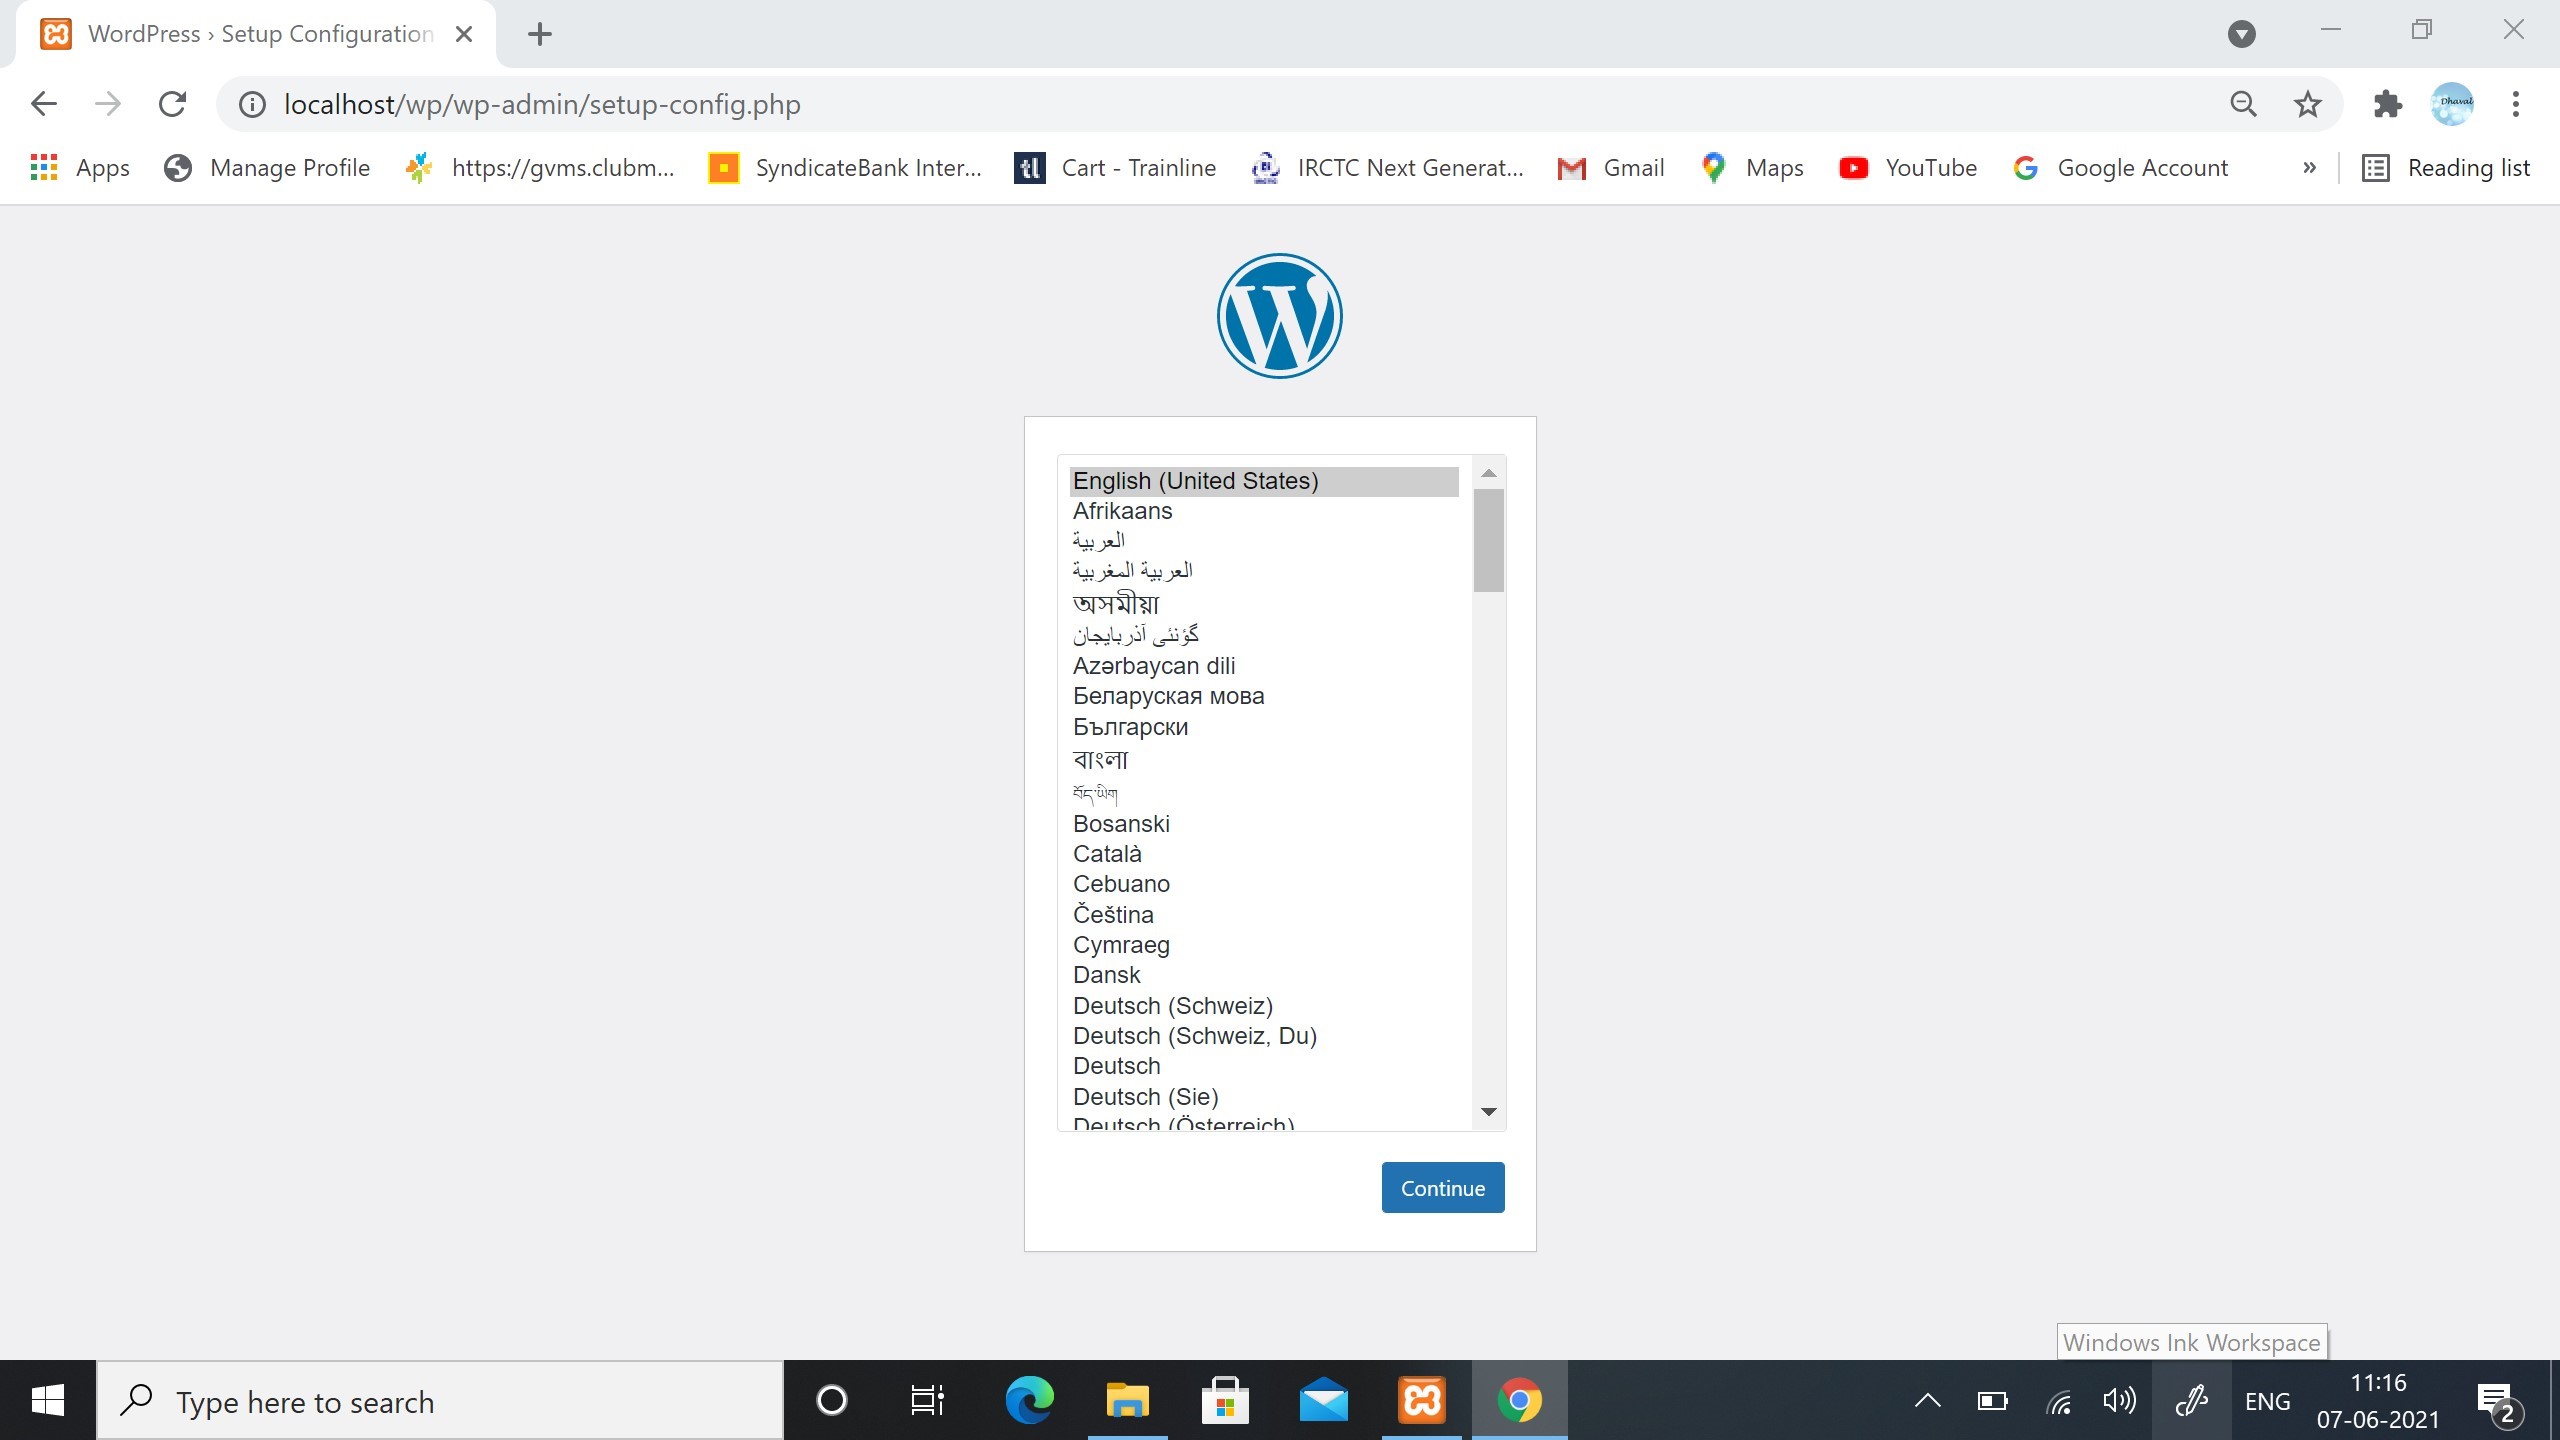 WordPress › Setup Configuration
localhost/wp/wp-admin/setup-config.php
Dhaval
Apps
Manage Profile
https://gvms.clubm...
SyndicateBank Inter...
tl
Cart - Trainline
IRCTC Next Generat...
Gmail
Maps
YouTube
Google Account
»
Reading list
English (United States)
Afrikaans
العربية
العربية المغربية
অসমীয়া
گؤنئی آذربایجان
Azərbaycan dili
Беларуская мова
Български
বাংলা
བོད་ཡིག
Bosanski
Català
Cebuano
Čeština
Cymraeg
Dansk
Deutsch (Schweiz)
Deutsch (Schweiz, Du)
Deutsch
Deutsch (Sie)
Deutsch (Österreich)
Continue
Windows Ink Workspace
Type here to search
ENG
11:16
07-06-2021
2